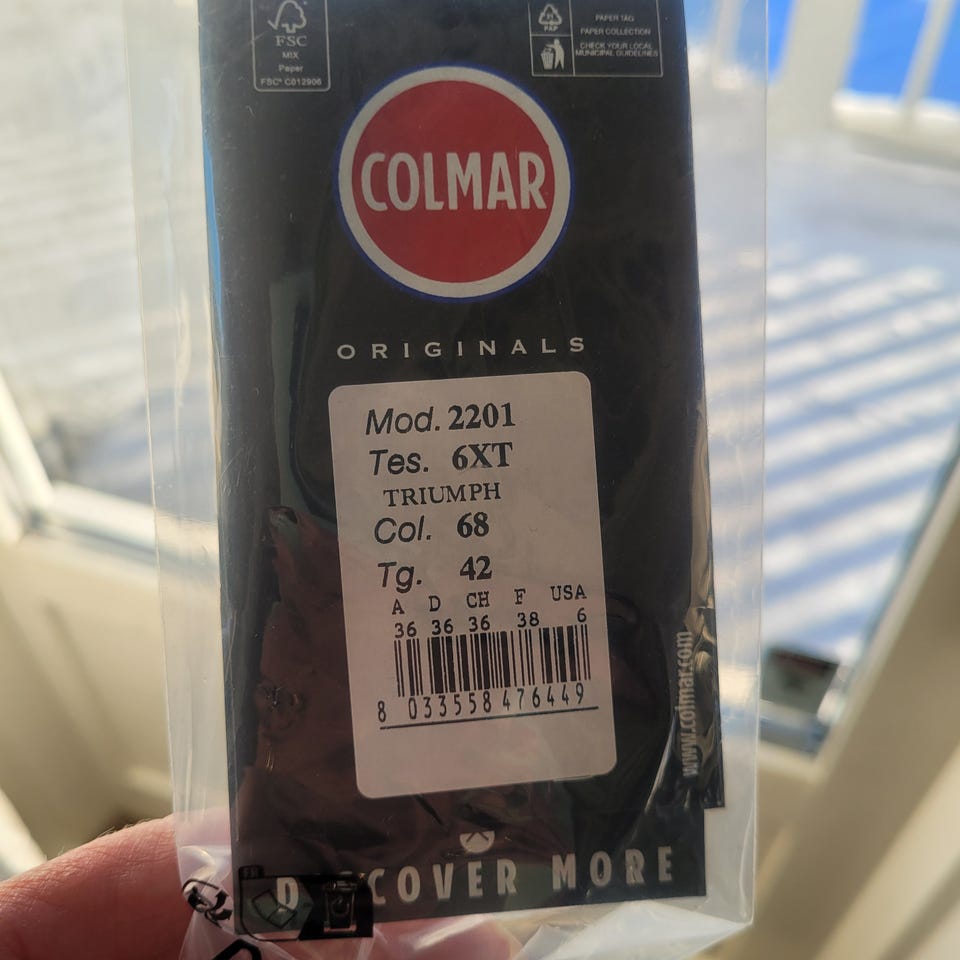 FSC
MIX
Paper
FSC® C012906
PAP
PAPER TAG
PAPER COLLECTION
CHECK YOUR LOCAL
MUNICIPAL GUIDELINES
COLMAR
ORIGINALS
Mod. 2201
Tes. 6XT
TRIUMPH
Col. 68
Tg. 42
A D CH F USA
36 36 36 38 6
8 033558 476449
www.colmar.com
COVER MORE
FR